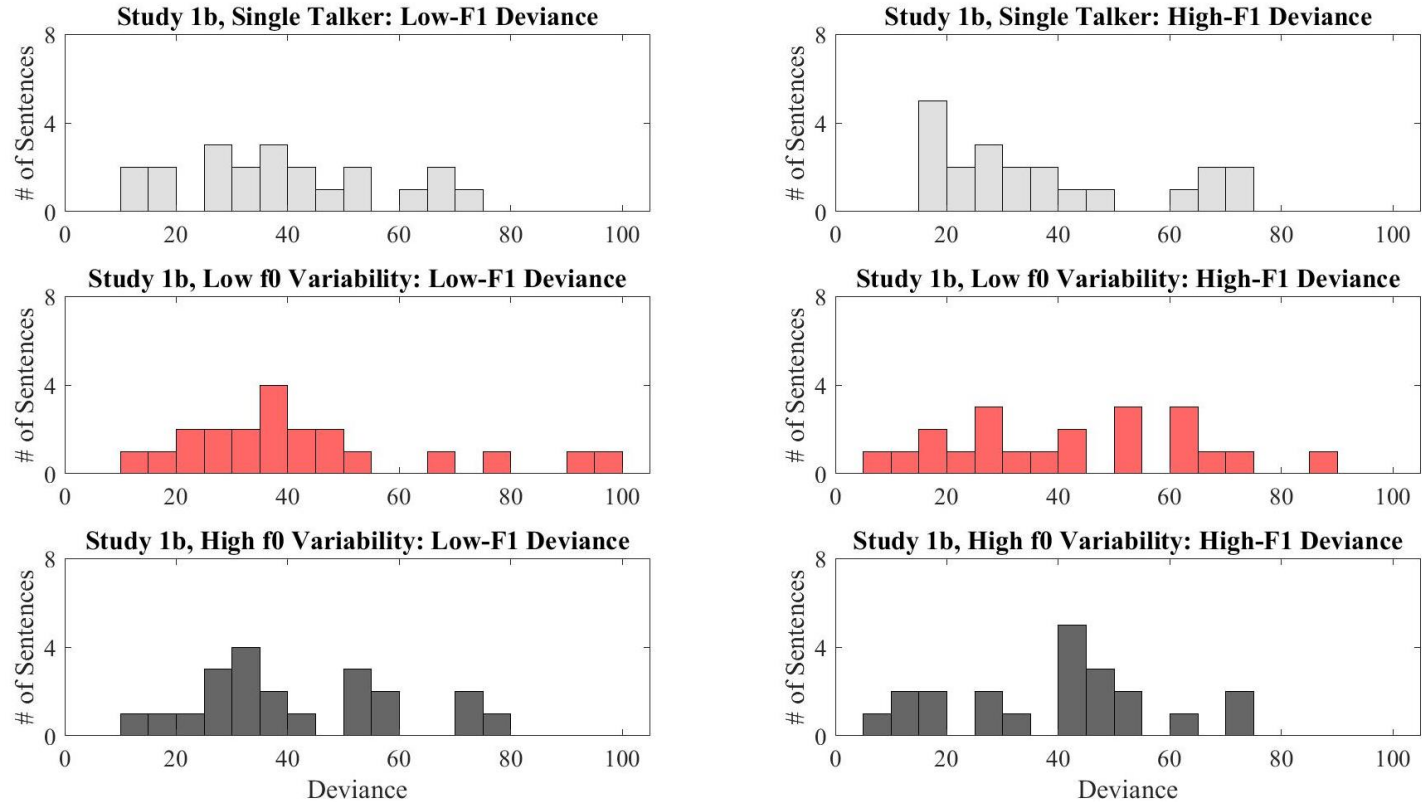 Study 1b, Single Talker: Low-F1 Deviance
# of Sentences
8
4
0
0 20 40 60 80 100
Study 1b, Single Talker: High-F1 Deviance
# of Sentences
8
4
0
0 20 40 60 80 100
Study 1b, Low f0 Variability: Low-F1 Deviance
# of Sentences
8
4
0
0 20 40 60 80 100
Study 1b, Low f0 Variability: High-F1 Deviance
# of Sentences
8
4
0
0 20 40 60 80 100
Study 1b, High f0 Variability: Low-F1 Deviance
# of Sentences
8
4
0
0 20 40 60 80 100
Deviance
Study 1b, High f0 Variability: High-F1 Deviance
# of Sentences
8
4
0
0 20 40 60 80 100
Deviance